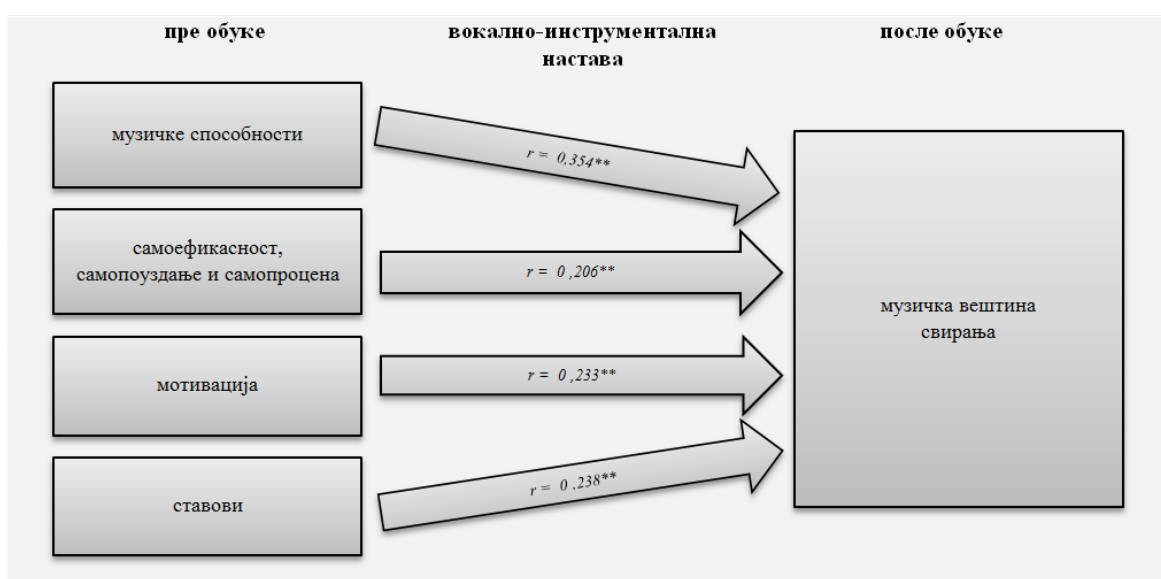 пре обуке
вокално-инструментална
настава
после обуке
музичке способности
r = 0,354**
самоефикасност,
самопоуздање и самопроцена
r = 0 ,206**
музичка вештина
свирања
мотивација
r = 0 ,233**
ставови
r = 0 .238**